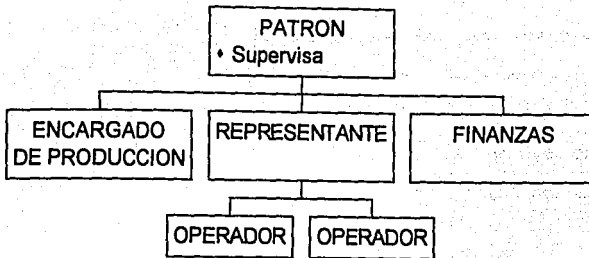 PATRON
♦ Supervisa
ENCARGADO
DE PRODUCCION
REPRESENTANTE
FINANZAS
OPERADOR
OPERADOR